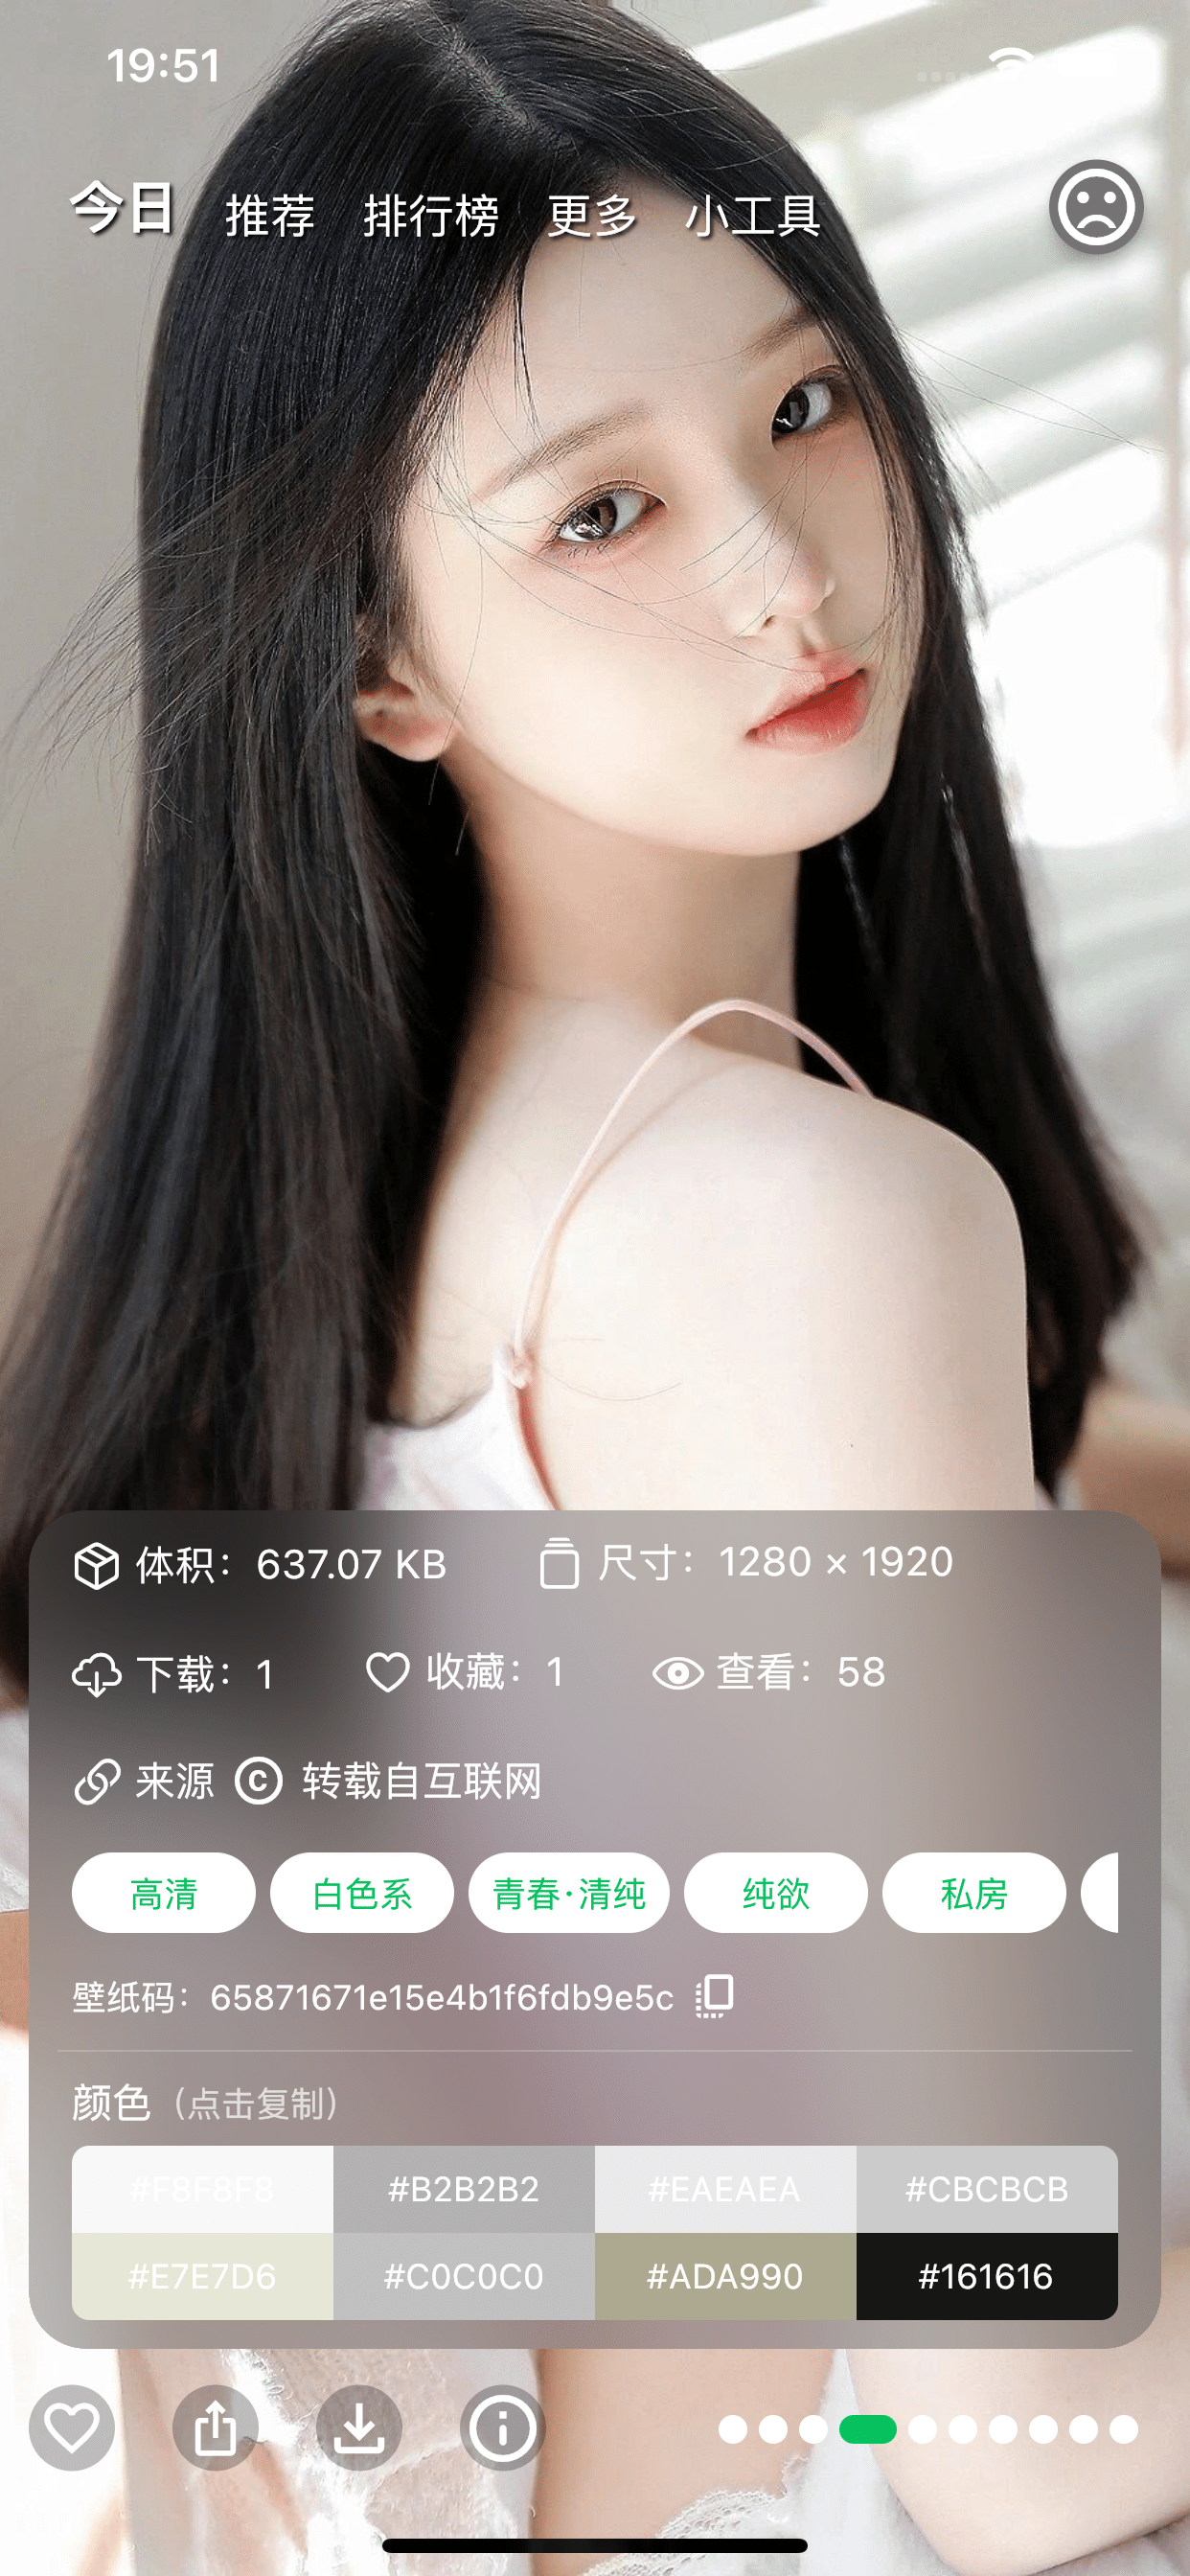 19:51
今日 推荐 排行榜 更多 小工具
体积：637.07 KB 尺寸：1280 × 1920
下载：1 收藏：1 查看：58
来源 © 转载自互联网
高清 白色系 青春·清纯 纯欲 私房
壁纸码：65871671e15e4b1f6fdb9e5c
颜色（点击复制）
#F8F8F8 #B2B2B2 #EAEAEA #CBCBCB
#E7E7D6 #C0C0C0 #ADA990 #161616